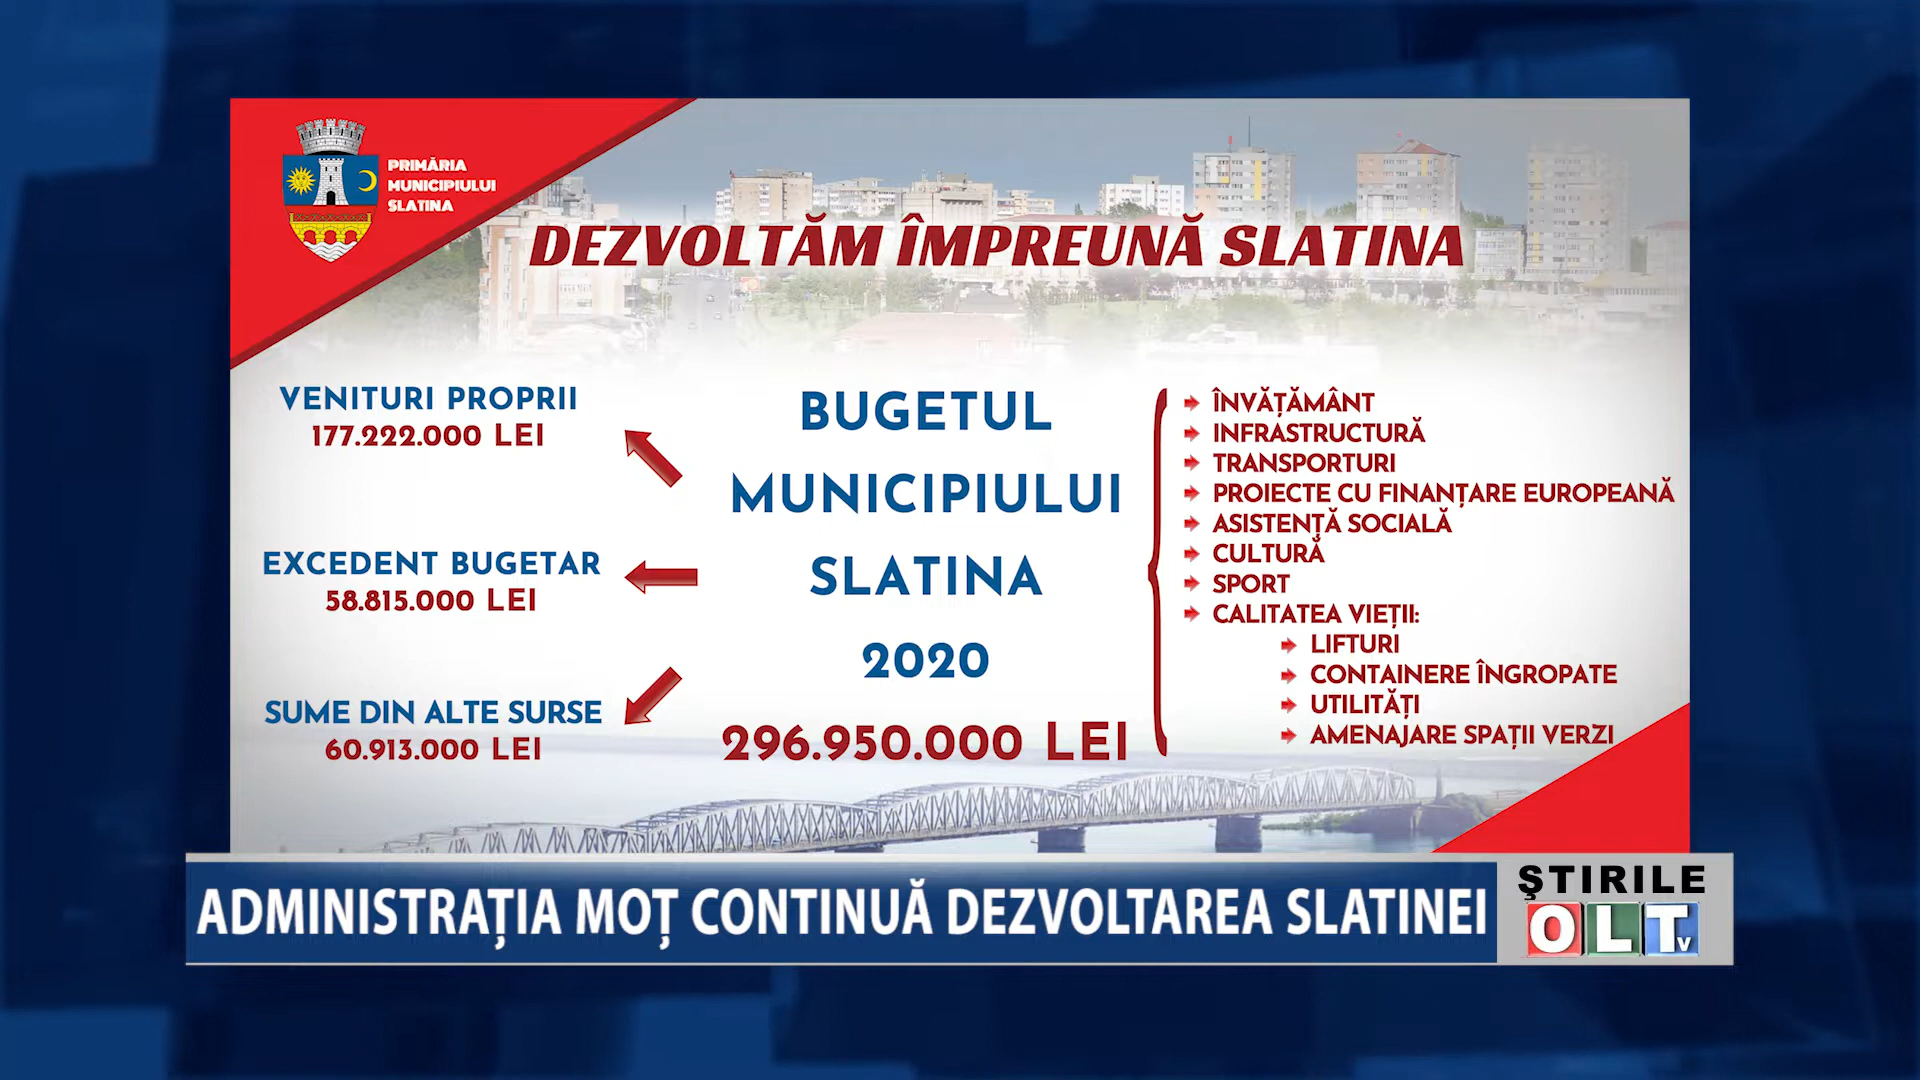 PRIMĂRIA
MUNICIPIULUI
SLATINA
DEZVOLTĂM ÎMPREUNĂ SLATINA
VENITURI PROPRII
177.222.000 LEI
EXCEDENT BUGETAR
58.815.000 LEI
SUME DIN ALTE SURSE
60.913.000 LEI
BUGETUL
MUNICIPIULUI
SLATINA
2020
296.950.000 LEI
ÎNVĂȚĂMÂNT
INFRASTRUCTURĂ
TRANSPORTURI
PROIECTE CU FINANȚARE EUROPEANĂ
ASISTENȚĂ SOCIALĂ
CULTURĂ
SPORT
CALITATEA VIEȚII:
LIFTURI
CONTAINERE ÎNGROPATE
UTILITĂȚI
AMENAJARE SPAȚII VERZI
ADMINISTRAȚIA MOȚ CONTINUĂ DEZVOLTAREA SLATINEI
ŞTIRILE
OLT TV